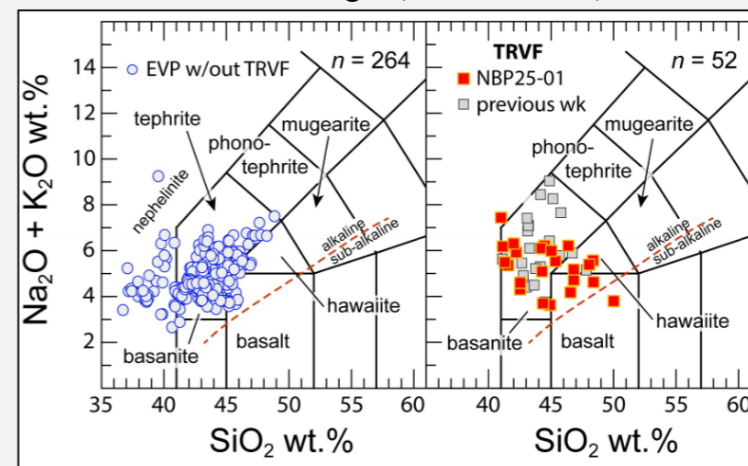 EVP w/out TRVF
n = 264
tephrite
phono-
tephrite
mugearite
nephelinite
alkaline
sub-alkaline
hawaiite
basanite
basalt
Na2O + K2O wt.%
14
12
10
8
6
4
2
35
40
45
50
55
60
SiO2 wt.%
TRVF
n = 52
NBP25-01
previous wk
mugearite
phono-
tephrite
alkaline
sub-alkaline
hawaiite
basanite
basalt
40
45
50
55
60
SiO2 wt.%